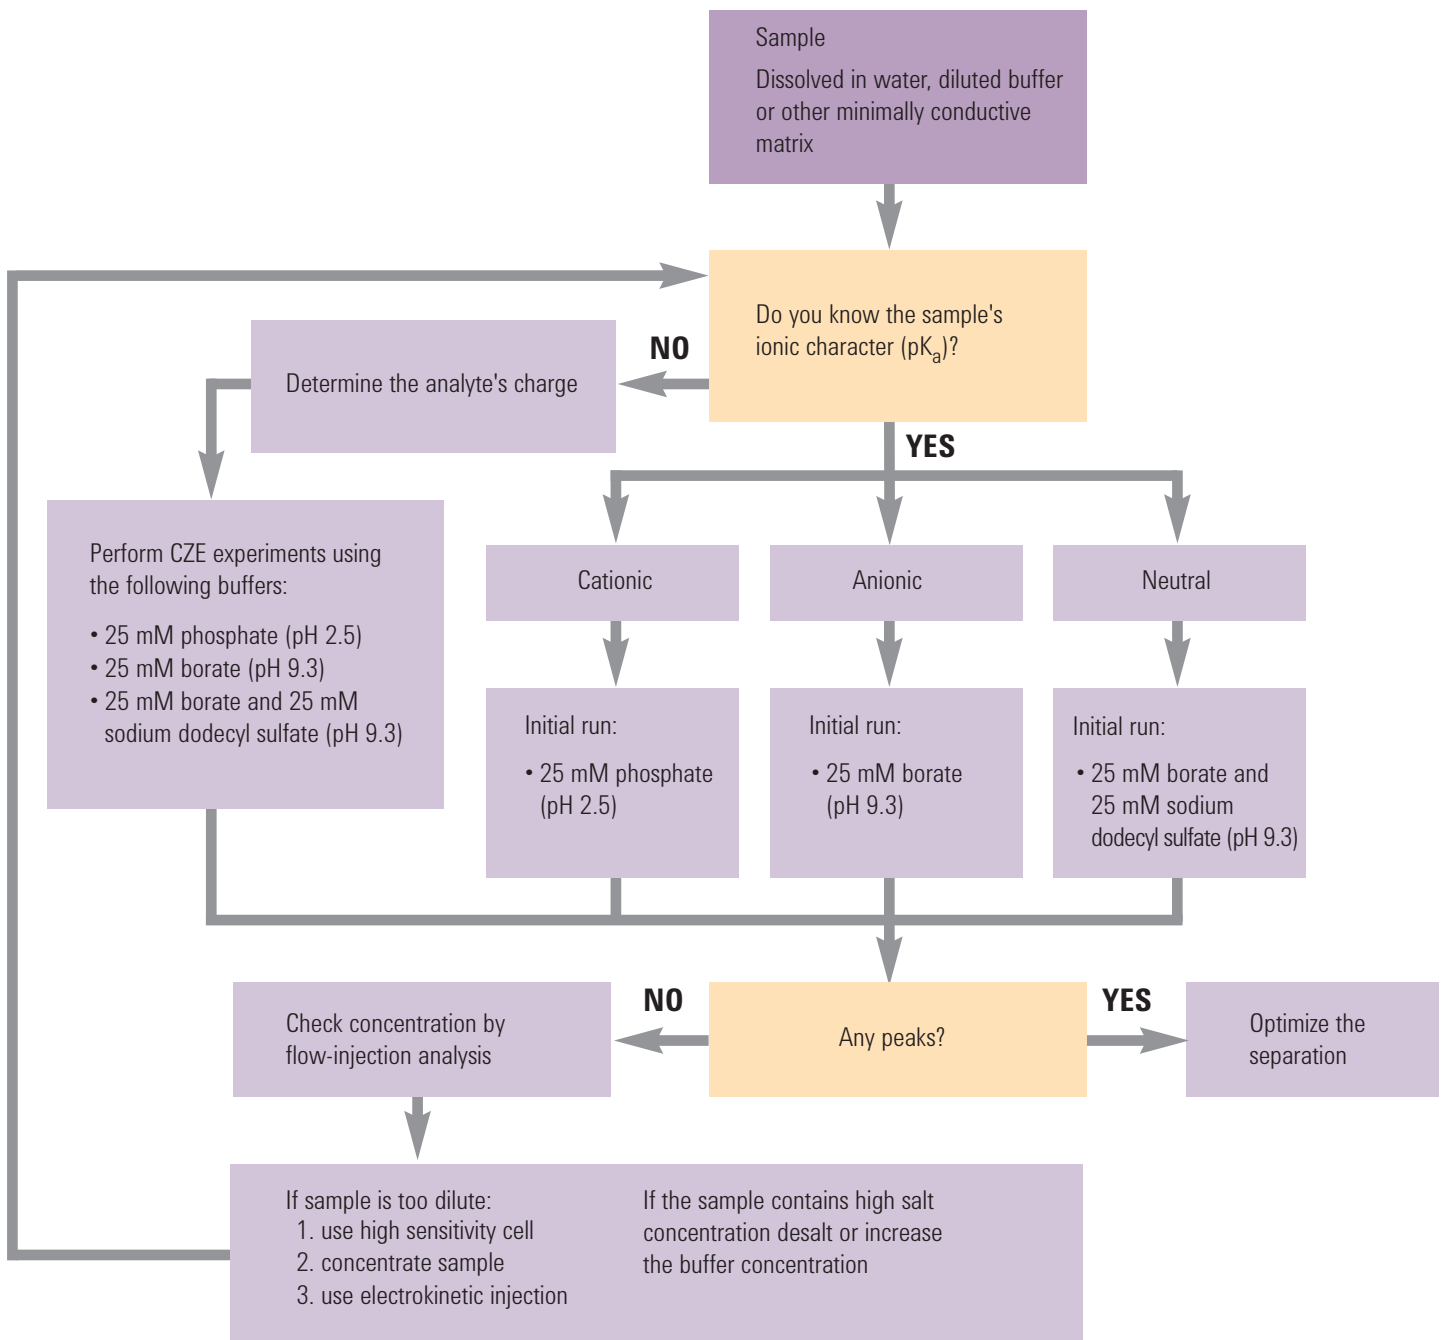 Sample
Dissolved in water, diluted buffer
or other minimally conductive
matrix
Do you know the sample's
ionic character (pKa)?
NO
Determine the analyte's charge
YES
Perform CZE experiments using
the following buffers:
• 25 mM phosphate (pH 2.5)
• 25 mM borate (pH 9.3)
• 25 mM borate and 25 mM
sodium dodecyl sulfate (pH 9.3)
Cationic
Anionic
Neutral
Initial run:
• 25 mM phosphate
(pH 2.5)
Initial run:
• 25 mM borate
(pH 9.3)
Initial run:
• 25 mM borate and
25 mM sodium
dodecyl sulfate (pH 9.3)
Any peaks?
NO
Check concentration by
flow-injection analysis
YES
Optimize the
separation
If sample is too dilute:
1. use high sensitivity cell
2. concentrate sample
3. use electrokinetic injection
If the sample contains high salt
concentration desalt or increase
the buffer concentration